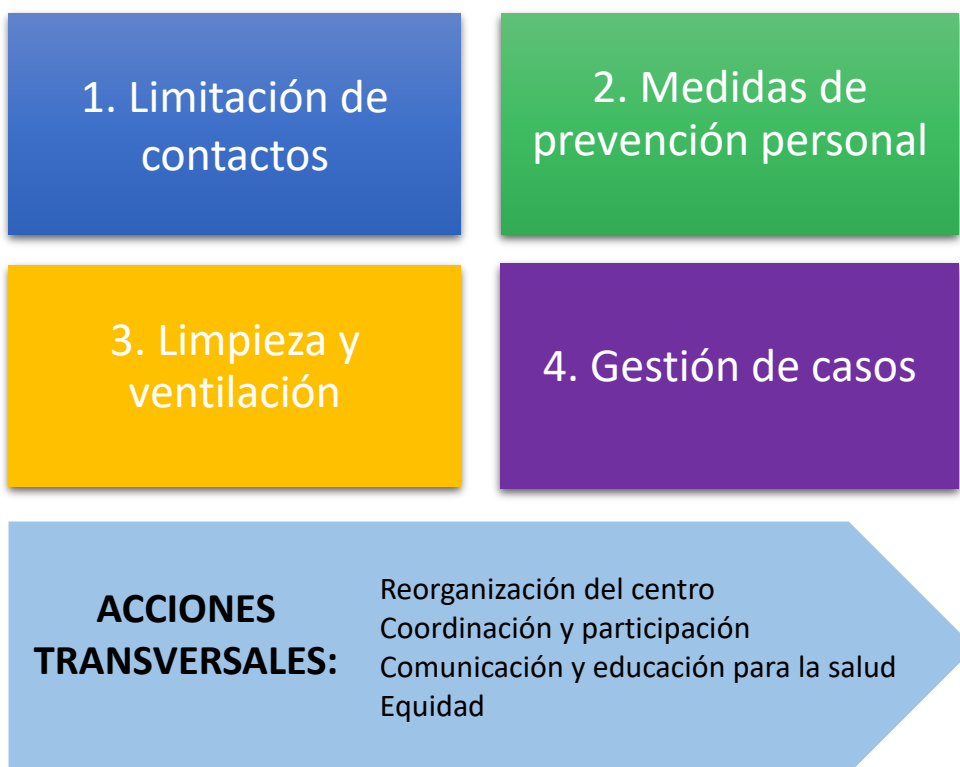 1. Limitación de
contactos
2. Medidas de
prevención personal
3. Limpieza y
ventilación
4. Gestión de casos
ACCIONES
TRANSVERSALES:
Reorganización del centro
Coordinación y participación
Comunicación y educación para la salud
Equidad